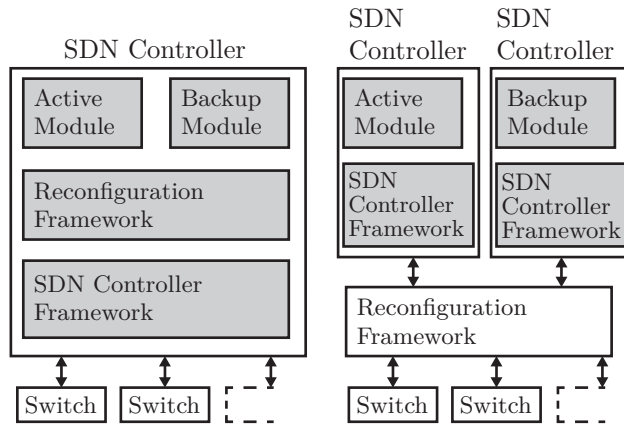 SDN Controller
Active
Module
Backup
Module
Reconfiguration
Framework
SDN Controller
Framework
Switch
Switch
SDN
Controller
SDN
Controller
Active
Module
Backup
Module
SDN
Controller
Framework
SDN
Controller
Framework
Reconfiguration
Framework
Switch
Switch